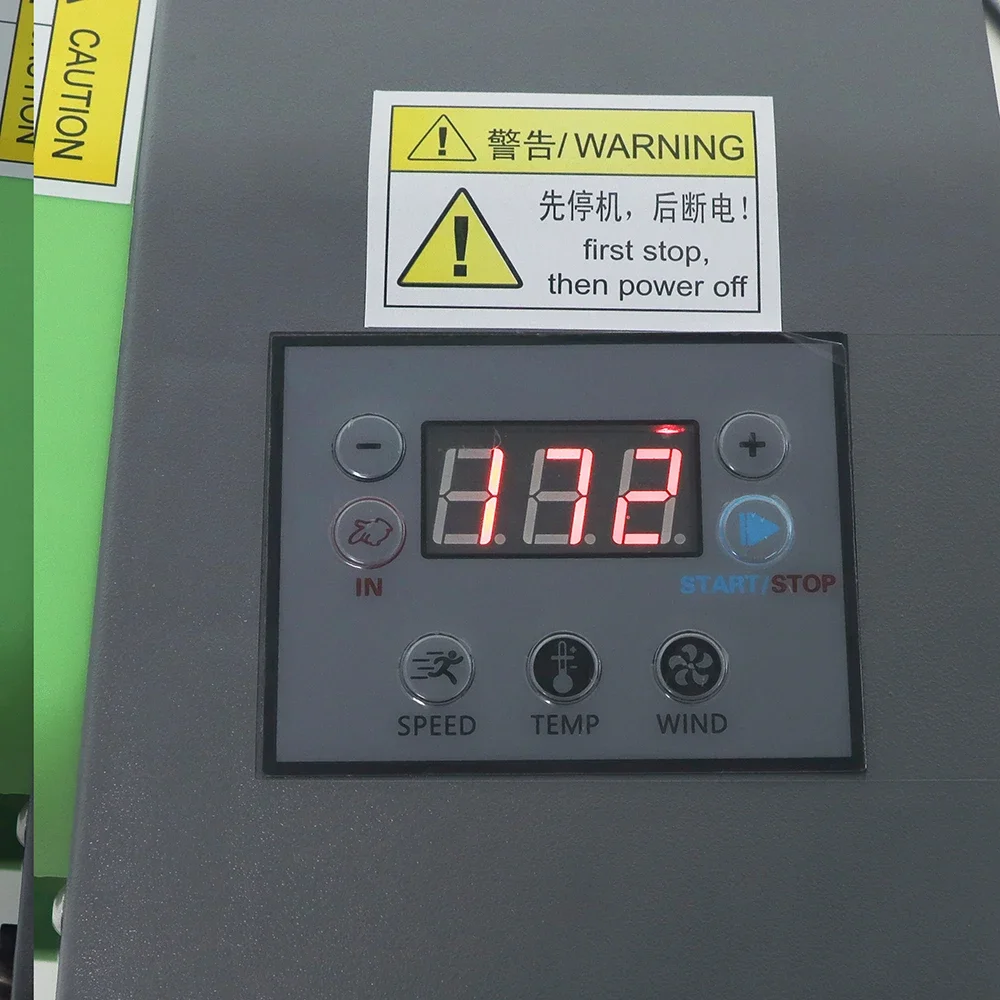 CAUTION
CAUTION
警告/WARNING
先停机，后断电！
first stop,
then power off
-
+
172
IN
START/STOP
SPEED
TEMP
WIND